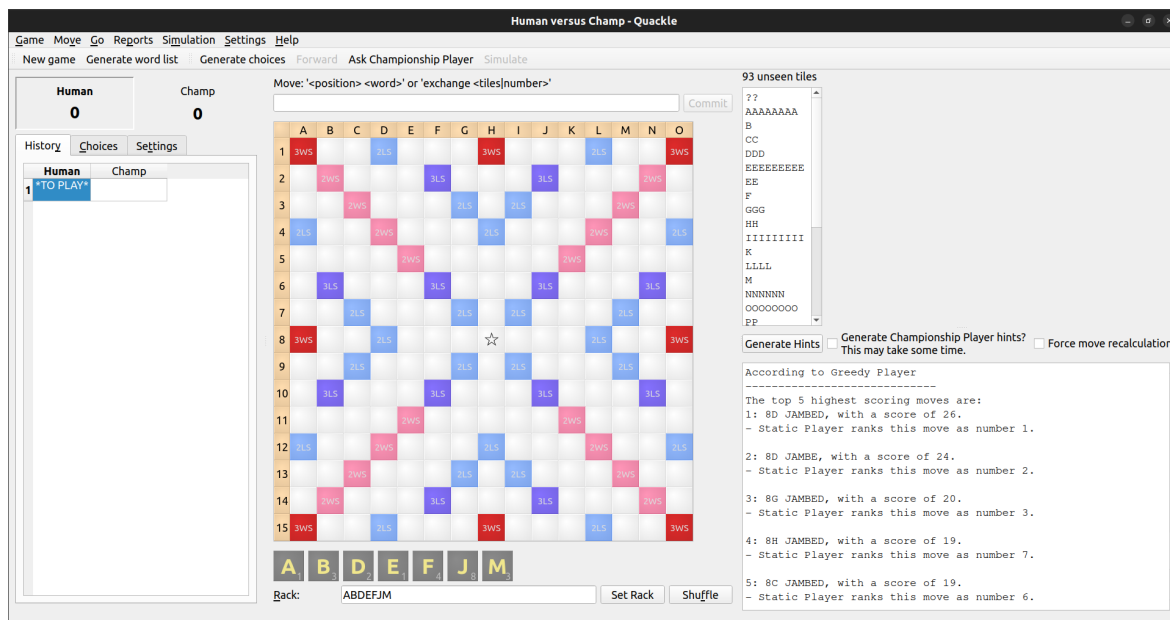 Human versus Champ - Quackle
Game Move Go Reports Simulation Settings Help
New game Generate word list Generate choices Forward Ask Championship Player Simulate
Human
0
Champ
0
History Choices Settings
Human Champ
1 *TO PLAY*
Move: '<position> <word>' or 'exchange <tiles|number>'
Commit
A B C D E F G H I J K L M N O
1 3WS 2LS 3WS 2LS 3WS
2 2WS 3LS 3LS 2WS
3 2WS 2LS 2LS 2WS
4 2LS 2WS 2LS 2WS 2LS
5 2WS 2WS
6 3LS 3LS 3LS 3LS
7 2LS 2LS 2LS 2LS
8 3WS 2LS 2LS 3WS
9 2LS 2LS 2LS 2LS
10 3LS 3LS 3LS 3LS
11 2WS 2WS
12 2LS 2WS 2LS 2WS 2LS
13 2WS 2LS 2LS 2WS
14 2WS 3LS 3LS 2WS
15 3WS 2LS 3WS 2LS 3WS
A1 B3 D2 E1 F4 J8 M3
Rack: ABDEFJM Set Rack Shuffle
93 unseen tiles
??
AAAAAAAA
B
CC
DDD
EEEEEEEEE
EE
F
GGG
HH
IIIIIIIII
K
LLLL
M
NNNNNN
OOOOOOOO
PP
Generate Hints Generate Championship Player hints?
This may take some time.
Force move recalculation
According to Greedy Player
-----------------------------
The top 5 highest scoring moves are:
1: 8D JAMBED, with a score of 26.
- Static Player ranks this move as number 1.
2: 8D JAMBE, with a score of 24.
- Static Player ranks this move as number 2.
3: 8G JAMBED, with a score of 20.
- Static Player ranks this move as number 3.
4: 8H JAMBED, with a score of 19.
- Static Player ranks this move as number 7.
5: 8C JAMBED, with a score of 19.
- Static Player ranks this move as number 6.